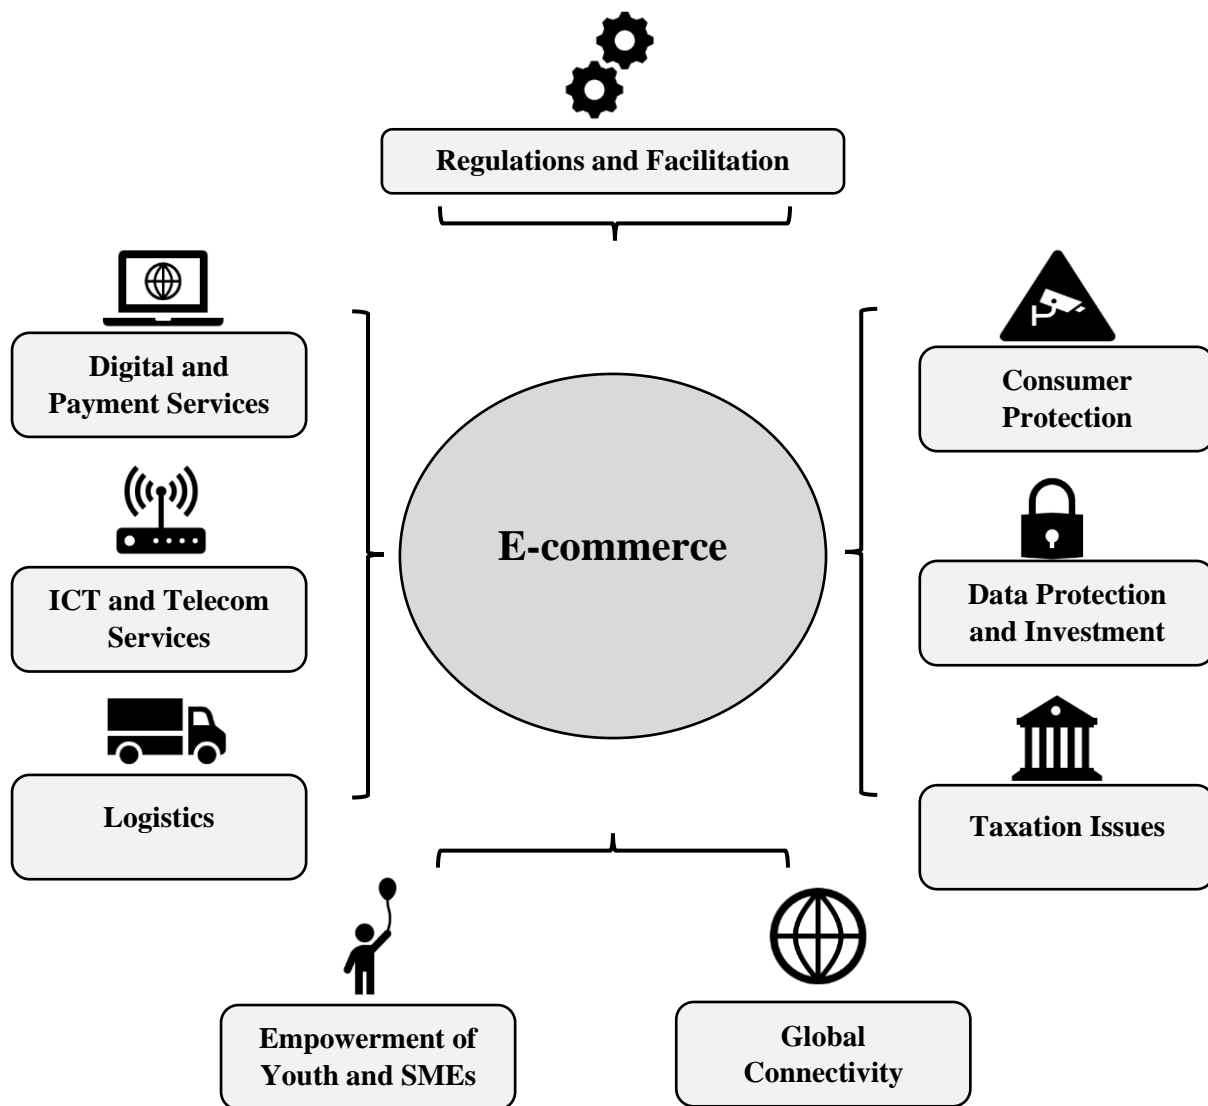 Regulations and Facilitation
Digital and
Payment Services
Consumer
Protection
E-commerce
ICT and Telecom
Services
Data Protection
and Investment
Logistics
Taxation Issues
Empowerment of
Youth and SMEs
Global
Connectivity